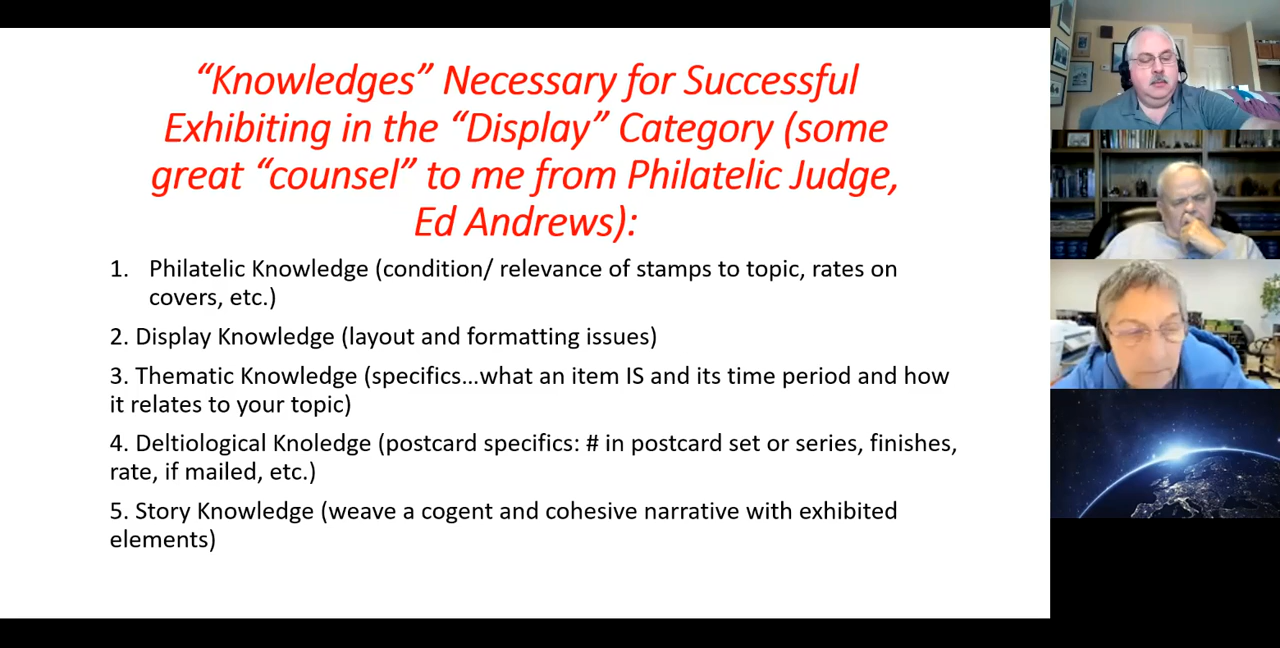 “Knowledges” Necessary for Successful
Exhibiting in the “Display” Category (some
great “counsel” to me from Philatelic Judge,
Ed Andrews):
1. Philatelic Knowledge (condition/ relevance of stamps to topic, rates on
covers, etc.)
2. Display Knowledge (layout and formatting issues)
3. Thematic Knowledge (specifics...what an item IS and its time period and how
it relates to your topic)
4. Deltiological Knoledge (postcard specifics: # in postcard set or series, finishes,
rate, if mailed, etc.)
5. Story Knowledge (weave a cogent and cohesive narrative with exhibited
elements)